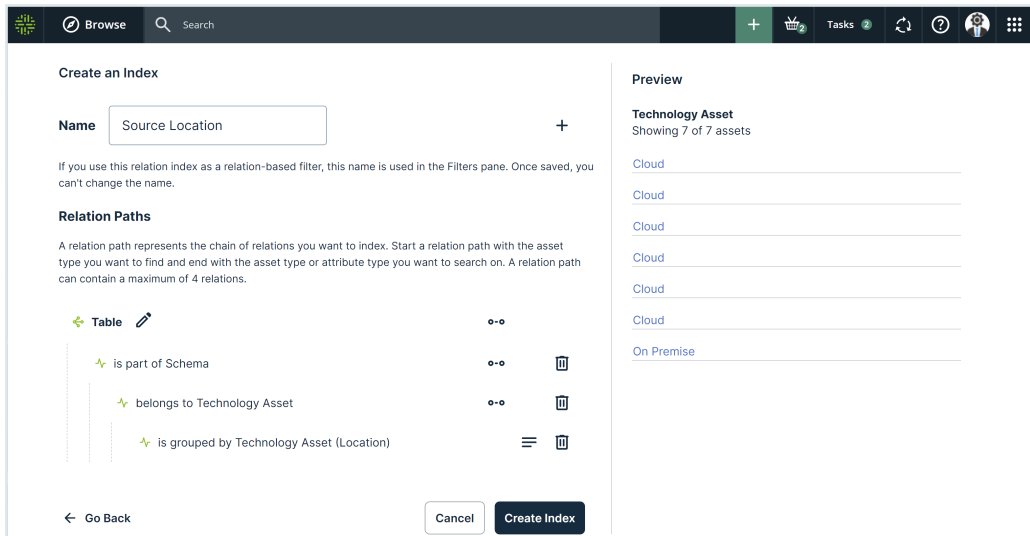 Browse
Search
2
Tasks 2
Create an Index
Name
Source Location
If you use this relation index as a relation-based filter, this name is used in the Filters pane. Once saved, you
can't change the name.
Relation Paths
A relation path represents the chain of relations you want to index. Start a relation path with the asset
type you want to find and end with the asset type or attribute type you want to search on. A relation path
can contain a maximum of 4 relations.
Table
is part of Schema
belongs to Technology Asset
is grouped by Technology Asset (Location)
Go Back
Cancel
Create Index
Preview
Technology Asset
Showing 7 of 7 assets
Cloud
Cloud
Cloud
Cloud
Cloud
Cloud
On Premise